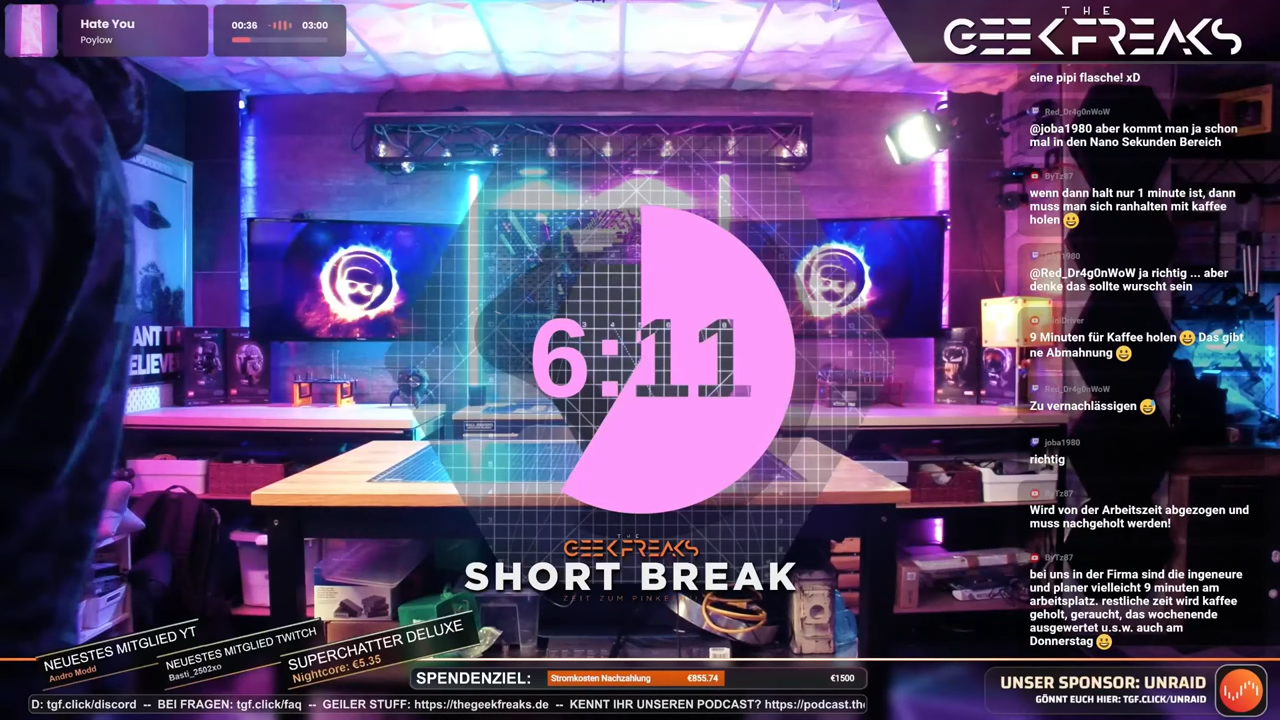 Hate You
Poylow
00:36
03:00
THE
GEEKFREAKS
eine pipi flasche! xD
Red_Dr4g0nWoW
@joba1980 aber kommt man ja schon
mal in den Nano Sekunden Bereich
ByTz87
wenn dann halt nur 1 minute ist, dann
muss man sich ranhalten mit kaffee
holen 😀
@Red_Dr4g0nWoW ja richtig ... aber
denke das sollte wurscht sein
9 Minuten für Kaffee holen 😀 Das gibt
ne Abmahnung 😀
Red_Dr4g0nWoW
Zu vernachlässigen 😅
joba1980
richtig
ByTz87
Wird von der Arbeitszeit abgezogen und
muss nachgeholt werden!
ByTz87
bei uns in der Firma sind die ingeneure
und planer vielleicht 9 minuten am
arbeitsplatz. restliche zeit wird kaffee
geholt, geraucht, das wochenende
ausgewertet u.s.w. auch am
Donnerstag 😀
6:11
THE
GEEKFREAKS
SHORT BREAK
ZEIT ZUM PINKELN
NEUESTES MITGLIED YT
Andro Modd
NEUESTES MITGLIED TWITCH
Basti_2502xo
SUPERCHATTER DELUXE
Nightcore: €5.35
SPENDENZIEL:
Stromkosten Nachzahlung
€855.74
€1500
UNSER SPONSOR: UNRAID
GÖNNT EUCH HIER: TGF.CLICK/UNRAID
D: tgf.click/discord -- BEI FRAGEN: tgf.click/faq -- GEILER STUFF: https://thegeekfreaks.de -- KENNT IHR UNSEREN PODCAST? https://podcast.th